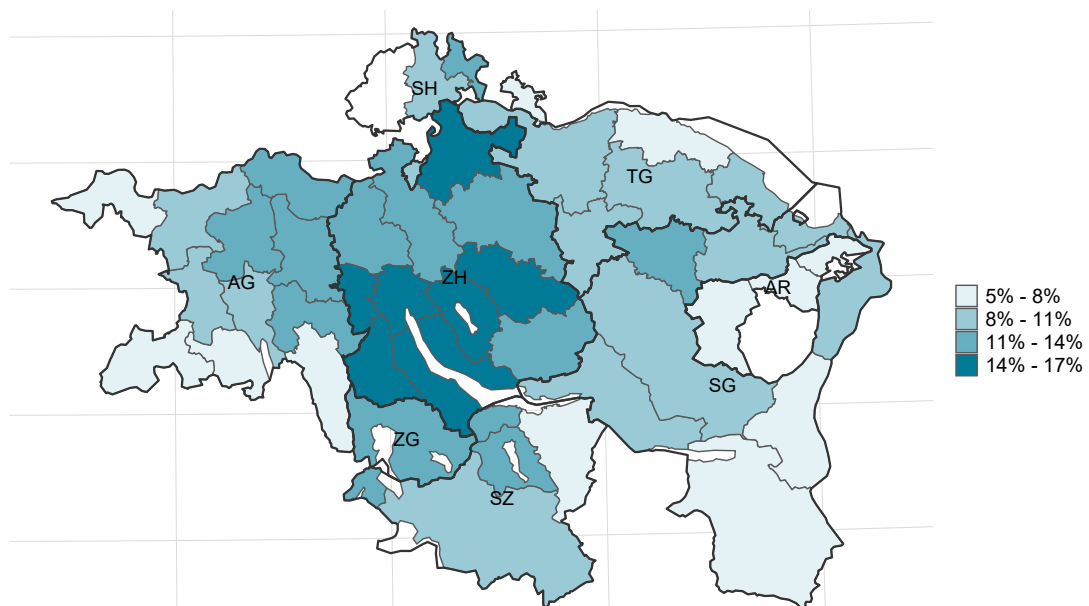 SH
TG
AG
ZH
AR
SG
ZG
SZ
5% - 8%
8% - 11%
11% - 14%
14% - 17%